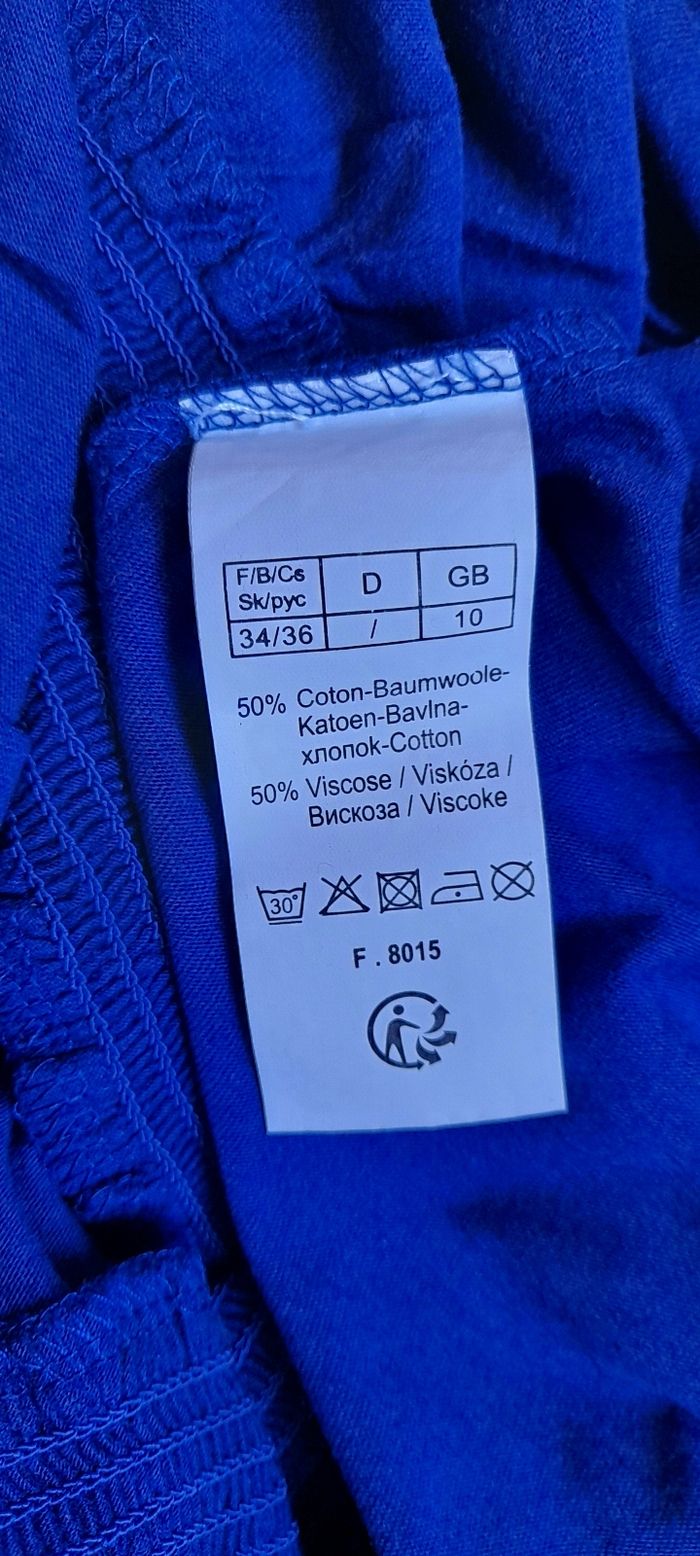 F/B/Cs D GB
Sk/рус
34/36 / 10
50% Coton-Baumwoole-
Katoen-Bavlna-
хлопок-Cotton
50% Viscose / Viskóza /
Вискоза / Viscoke
30°
F . 8015